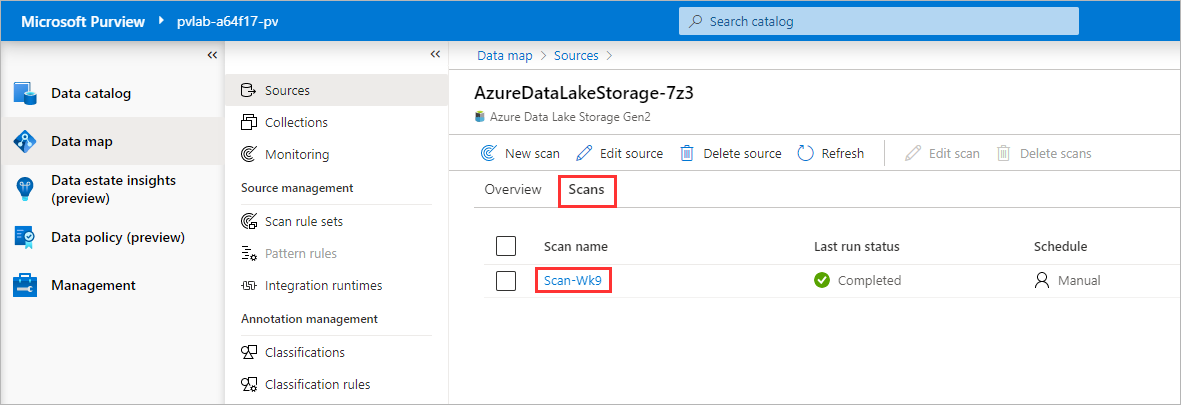 Microsoft Purview pvlab-a64f17-pv Search catalog
Data catalog
Data map
Data estate insights
(preview)
Data policy (preview)
Management
Sources
Collections
Monitoring
Source management
Scan rule sets
Pattern rules
Integration runtimes
Annotation management
Classifications
Classification rules
Data map Sources
AzureDataLakeStorage-7z3
Azure Data Lake Storage Gen2
New scan Edit source Delete source Refresh Edit scan Delete scans
Overview Scans
Scan name Last run status Schedule
Scan-Wk9 Completed Manual